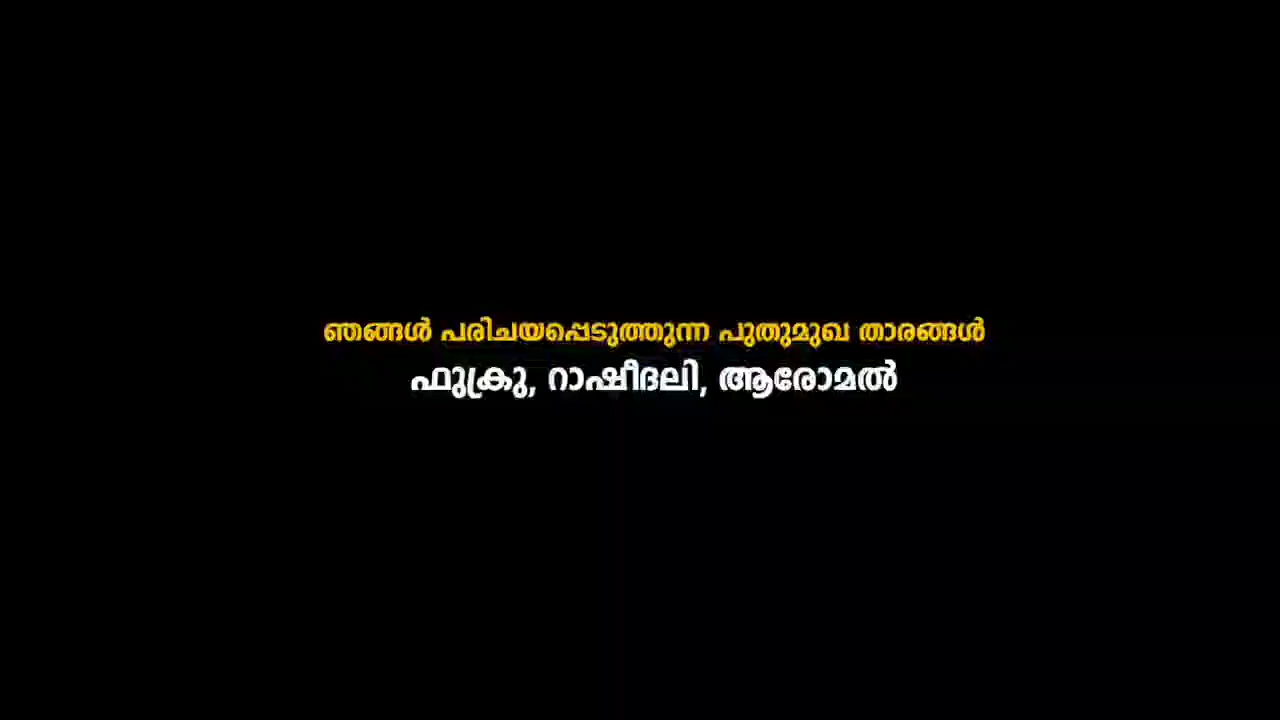 ഞങ്ങൾ പരിചയപ്പെടുത്തുന്ന പുതുമുഖ താരങ്ങൾ
ഫുക്രു, റാഷീദലി, ആരോമൽ